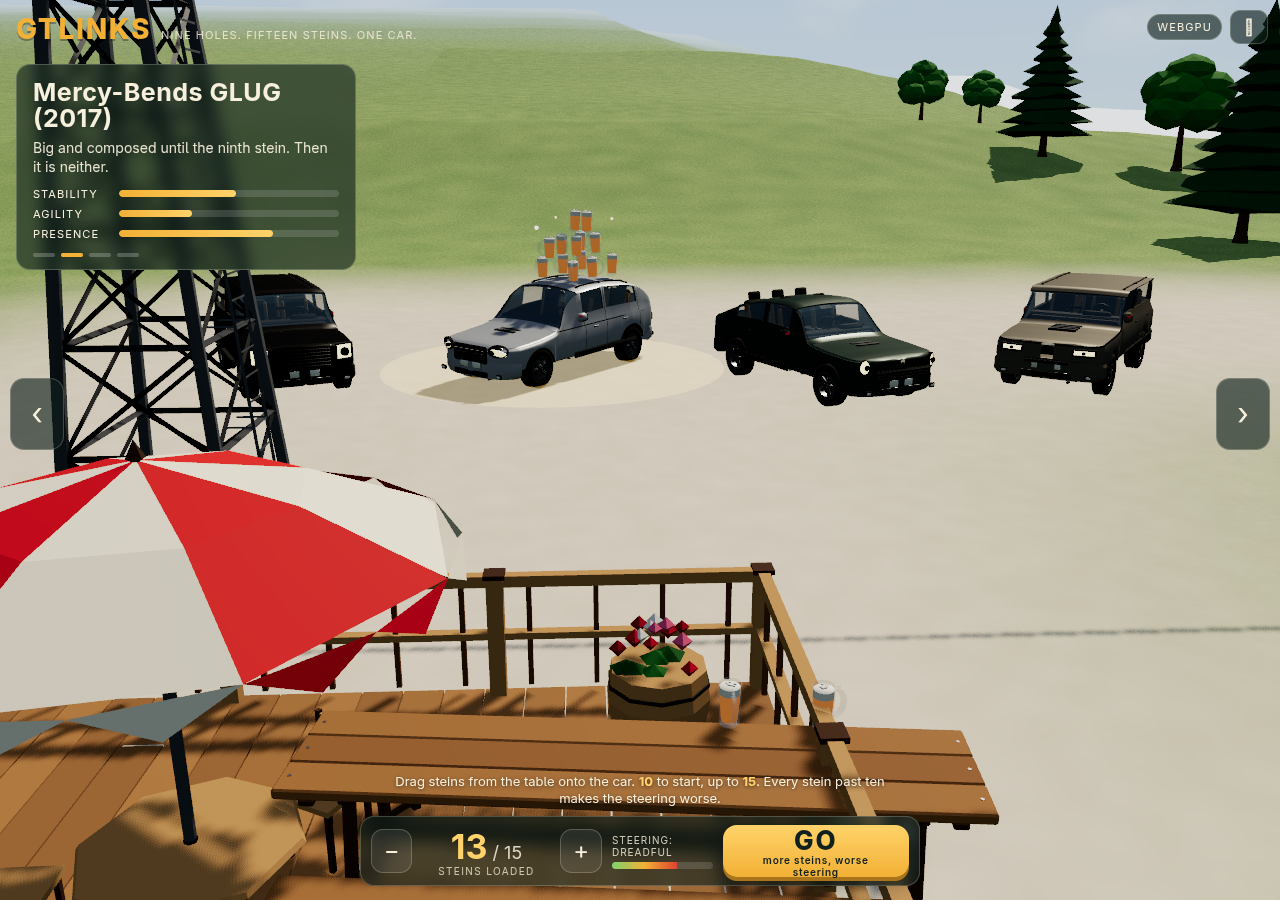 GTLINKS
NINE HOLES. FIFTEEN STEINS. ONE CAR.
WEBGPU
Mercy-Bends GLUG
(2017)
Big and composed until the ninth stein. Then
it is neither.
STABILITY
AGILITY
PRESENCE
‹
›
Drag steins from the table onto the car. 10 to start, up to 15. Every stein past ten
makes the steering worse.
−
13 / 15
STEINS LOADED
+
STEERING:
DREADFUL
GO
more steins, worse
steering